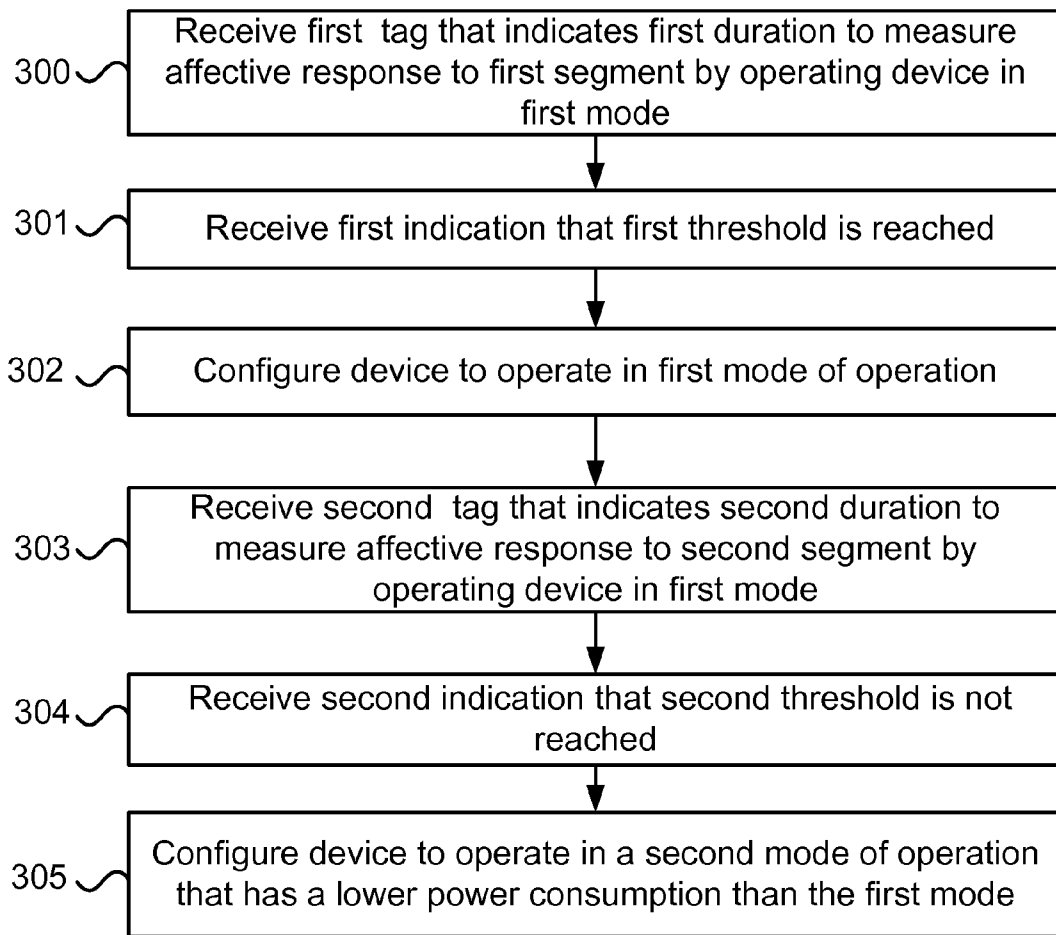 Receive first tag that indicates first duration to measure
300
affective response to first segment by operating device in
first mode
301
Receive first indication that first threshold is reached
302
Configure device to operate in first mode of operation
Receive second tag that indicates second duration to
303
measure affective response to second segment by
operating device in first mode
304
Receive second indication that second threshold is not
reached
Configure device to operate in a second mode of operation
305
that has a lower power consumption than the first mode